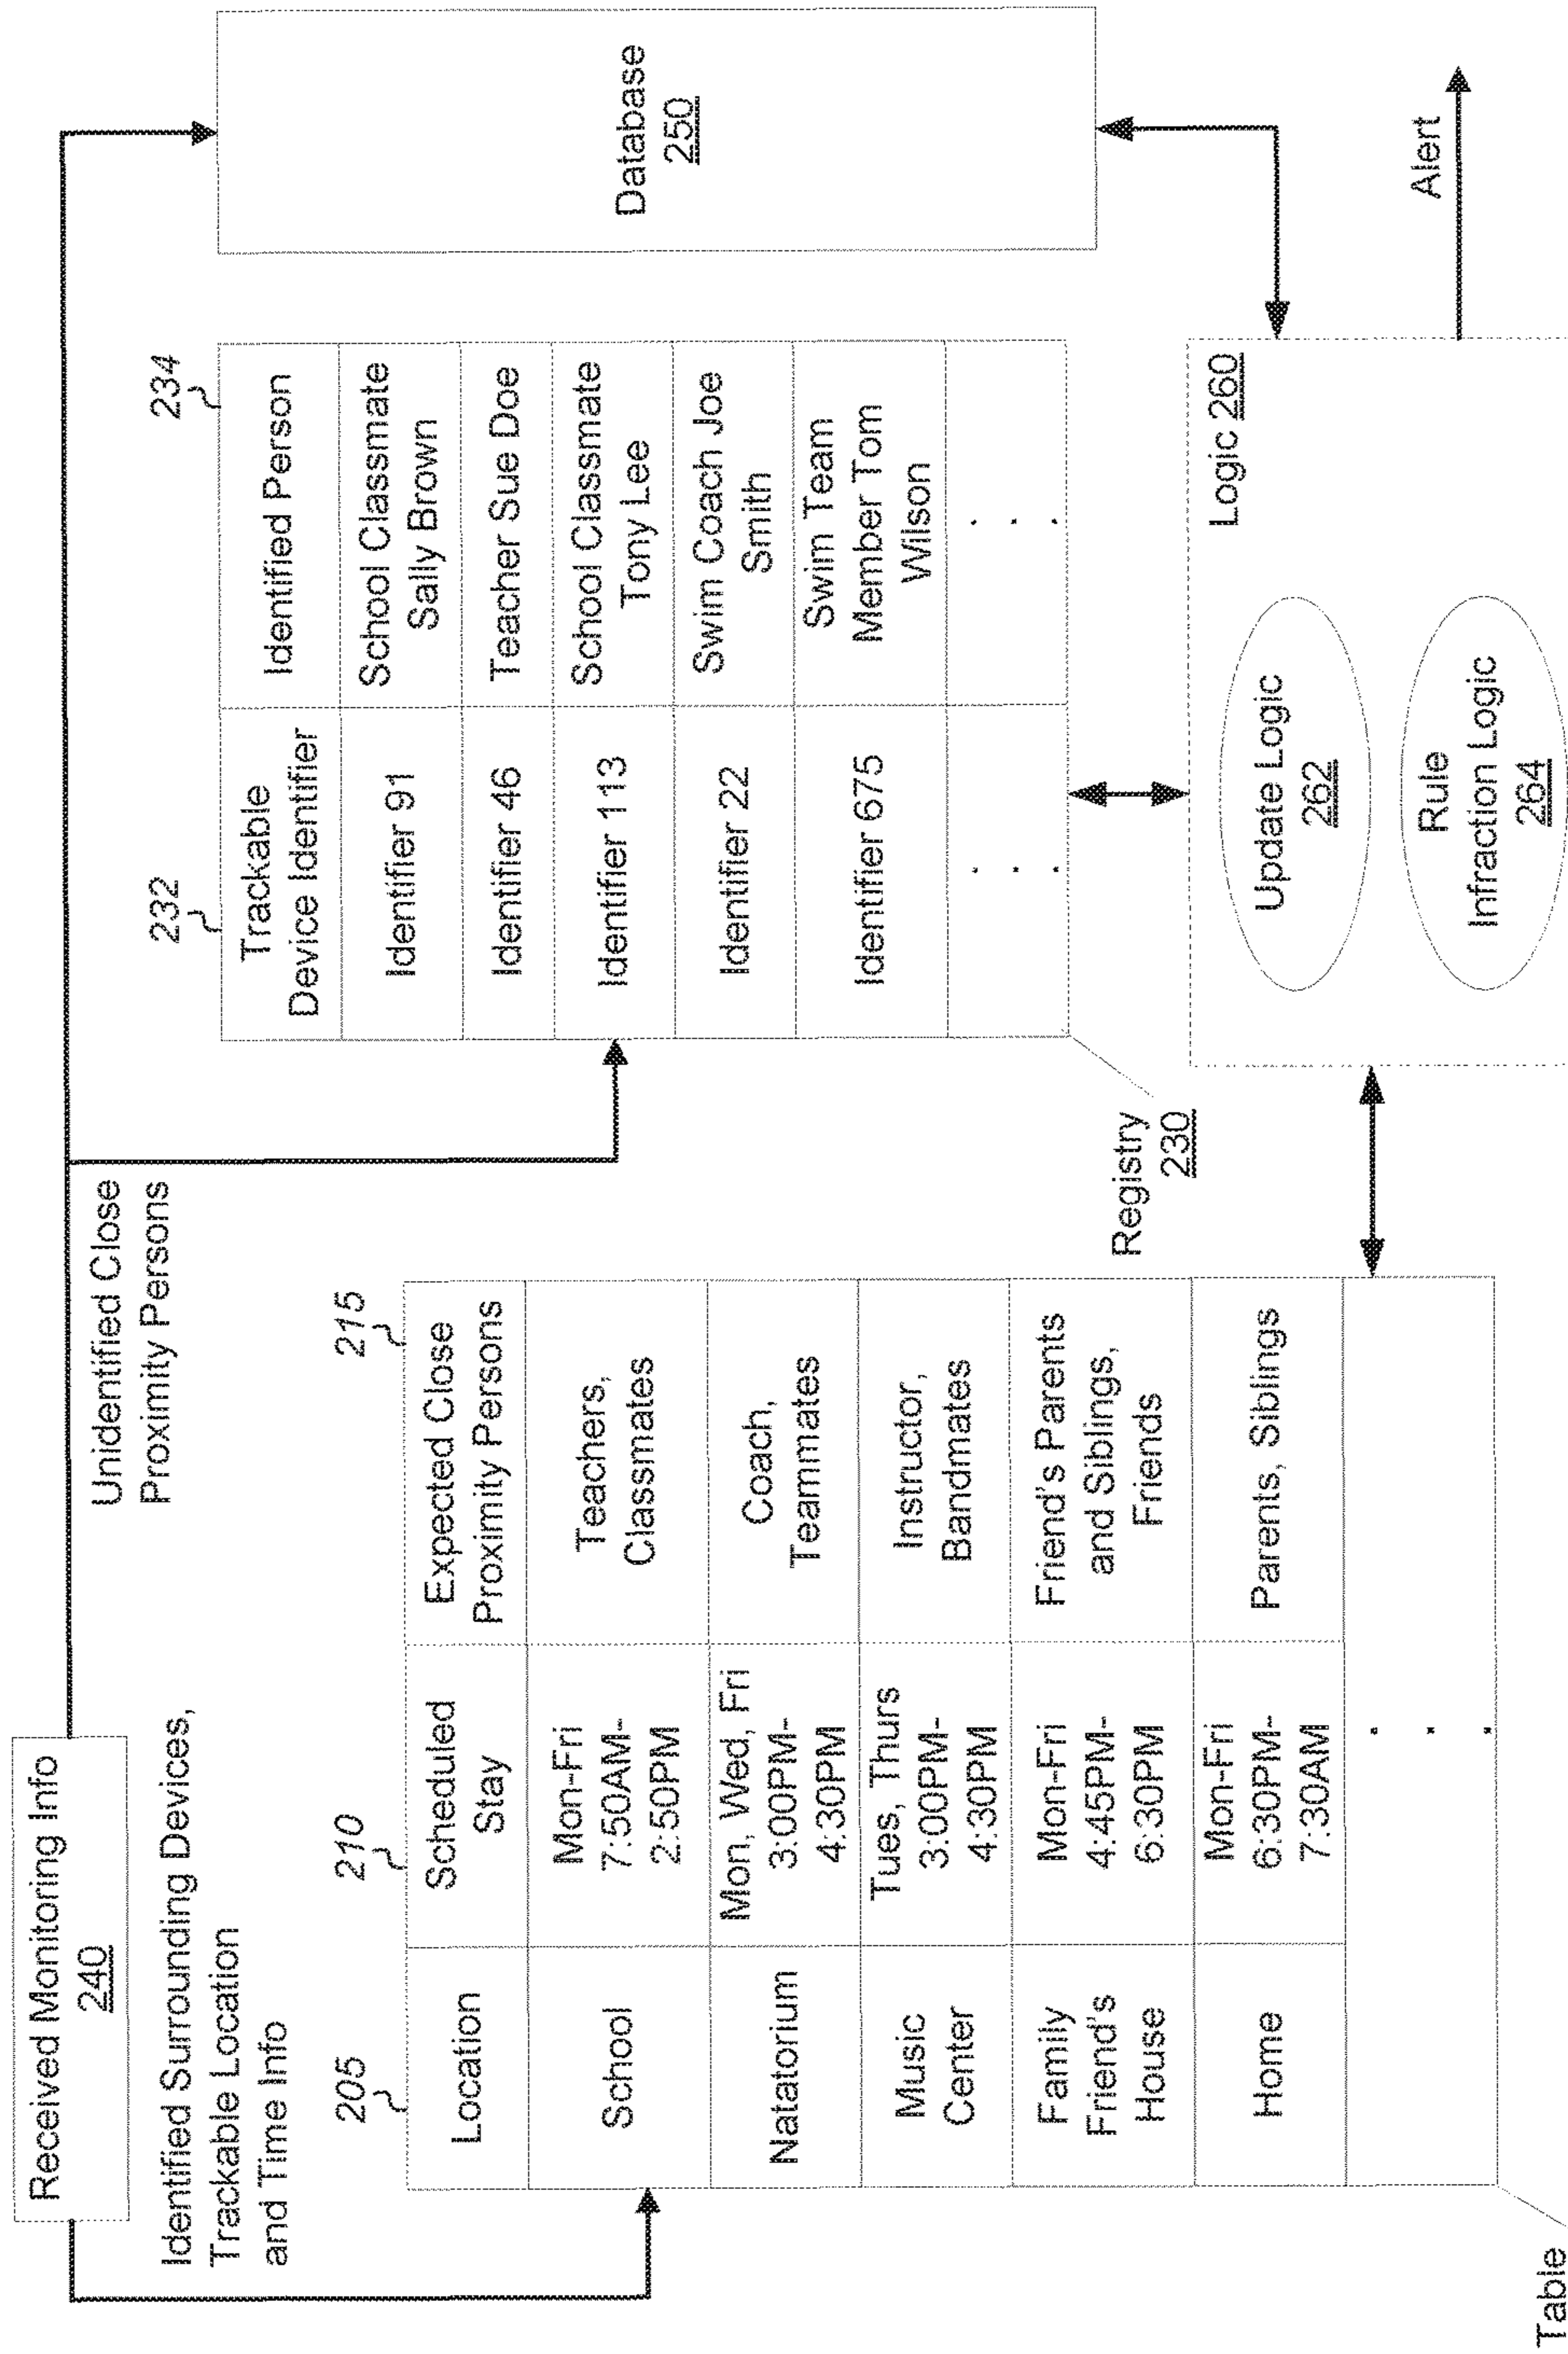 Received Monitoring Info
240
Identified Surrounding Devices,
Trackable Location
and Time Info
Unidentified Close
Proximity Persons
205
210
215
Location
Scheduled
Stay
Expected Close
Proximity Persons
School
Mon-Fri
7:50AM-
2:50PM
Teachers,
Classmates
Natatorium
Mon, Wed, Fri
3:00PM-
4:30PM
Coach,
Teammates
Music
Center
Tues, Thurs
3:00PM-
4:30PM
Instructor,
Bandmates
Family
Friend's
House
Mon-Fri
4:45PM-
6:30PM
Friend's Parents
and Siblings,
Friends
Home
Mon-Fri
6:30PM-
7:30AM
Parents, Siblings
. . .
Table
232
234
Trackable
Device Identifier
Identified Person
Identifier 91
School Classmate
Sally Brown
Identifier 46
Teacher Sue Doe
Identifier 113
School Classmate
Tony Lee
Identifier 22
Swim Coach Joe
Smith
Identifier 675
Swim Team
Member Tom
Wilson
. . .
. . .
Registry
230
Database
250
Logic 260
Update Logic
262
Rule
Infraction Logic
264
Alert